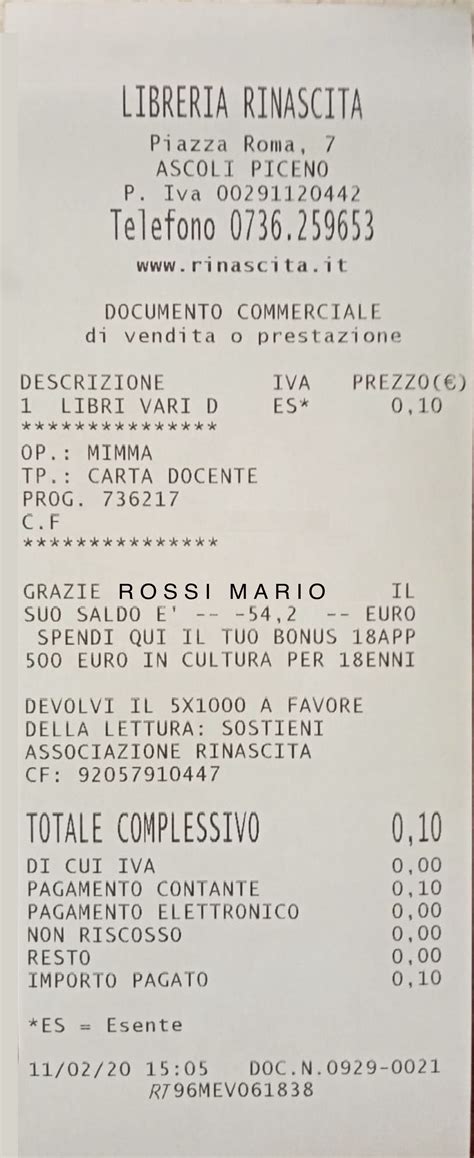 LIBRERIA RINASCITA
Piazza Roma, 7
ASCOLI PICENO
P. Iva 00291120442
Telefono 0736.259653
www.rinascita.it
DOCUMENTO COMMERCIALE
di vendita o prestazione
DESCRIZIONE IVA PREZZO(€)
1 LIBRI VARI D ES* 0,10
***************
OP.: MIMMA
TP.: CARTA DOCENTE
PROG. 736217
C.F
***************
GRAZIE ROSSI MARIO IL
SUO SALDO E' -- -54,2 -- EURO
SPENDI QUI IL TUO BONUS 18APP
500 EURO IN CULTURA PER 18ENNI
DEVOLVI IL 5X1000 A FAVORE
DELLA LETTURA: SOSTIENI
ASSOCIAZIONE RINASCITA
CF: 92057910447
TOTALE COMPLESSIVO 0,10
DI CUI IVA 0,00
PAGAMENTO CONTANTE 0,10
PAGAMENTO ELETTRONICO 0,00
NON RISCOSSO 0,00
RESTO 0,00
IMPORTO PAGATO 0,10
*ES = Esente
11/02/20 15:05 DOC.N.0929-0021
RT96MEV061838